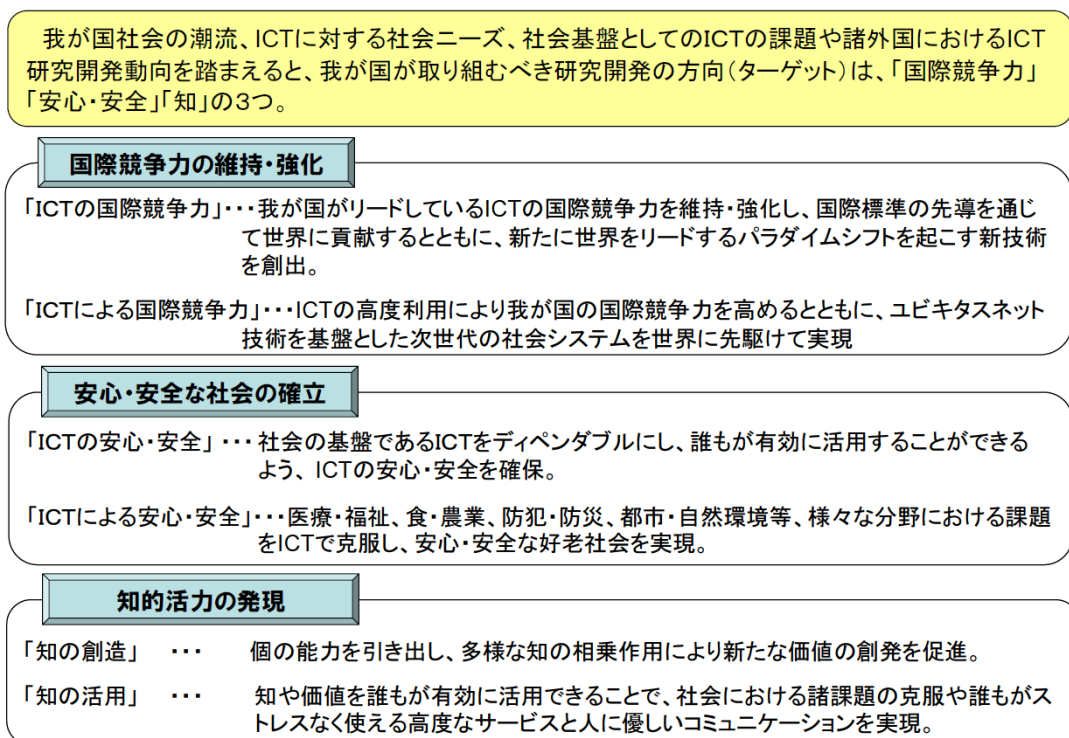 我が国社会の潮流、ICTに対する社会ニーズ、社会基盤としてのICTの課題や諸外国におけるICT
研究開発動向を踏まえると、我が国が取り組むべき研究開発の方向(ターゲット)は、「国際競争力」
「安心・安全」「知」の3つ。
国際競争力の維持・強化
「ICTの国際競争力」・・・我が国がリードしているICTの国際競争力を維持・強化し、国際標準の先導を通じ
て世界に貢献するとともに、新たに世界をリードするパラダイムシフトを起こす新技術
を創出。
「ICTによる国際競争力」・・・ICTの高度利用により我が国の国際競争力を高めるとともに、ユビキタスネット
技術を基盤とした次世代の社会システムを世界に先駆けて実現
安心・安全な社会の確立
「ICTの安心・安全」 ・・・ 社会の基盤であるICTをディペンダブルにし、誰もが有効に活用することができる
よう、 ICTの安心・安全を確保。
「ICTによる安心・安全」・・・医療・福祉、食・農業、防犯・防災、都市・自然環境等、様々な分野における課題
をICTで克服し、安心・安全な好老社会を実現。
知的活力の発現
「知の創造」 ・・・ 個の能力を引き出し、多様な知の相乗作用により新たな価値の創発を促進。
「知の活用」 ・・・ 知や価値を誰もが有効に活用できることで、社会における諸課題の克服や誰もがス
トレスなく使える高度なサービスと人に優しいコミュニケーションを実現。